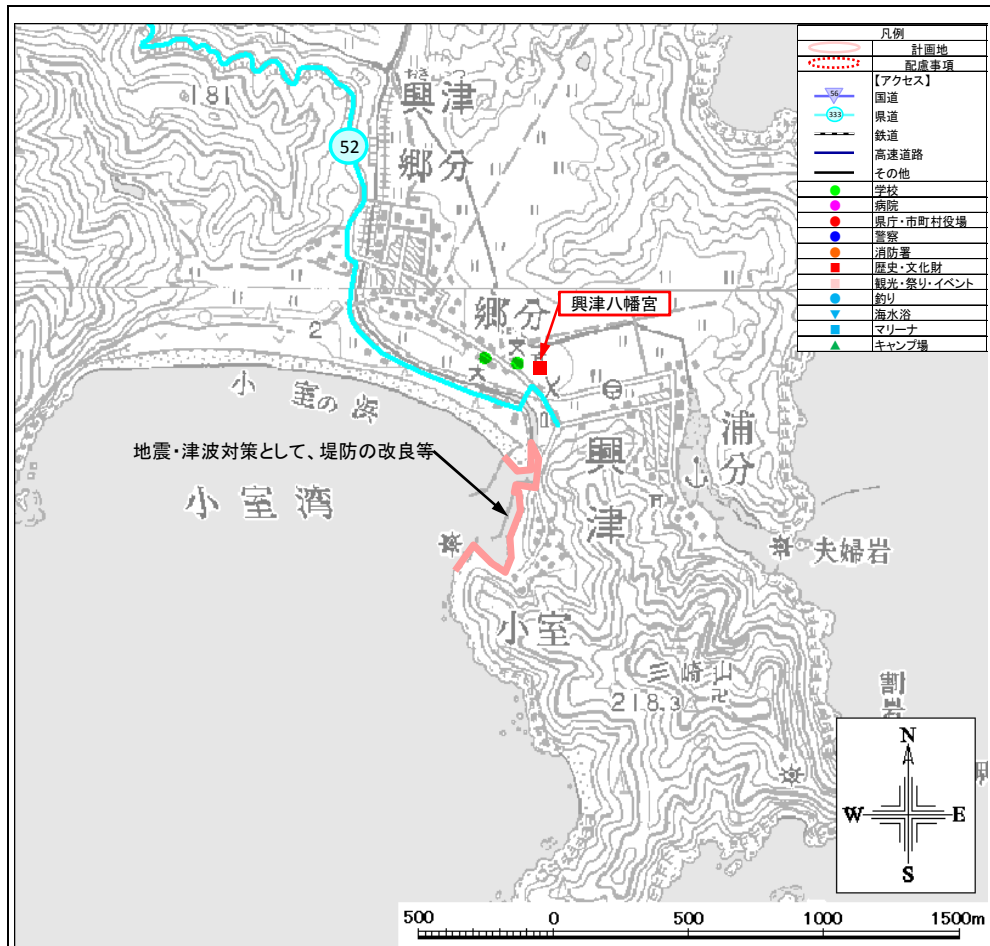 凡例
計画地
配慮事項
【アクセス】
56
国道
333
県道
鉄道
高速道路
その他
学校
病院
県庁・市町村役場
警察
消防署
歴史・文化財
観光・祭り・イベント
釣り
海水浴
マリーナ
キャンプ場
181
おきつ
興津
郷分
52
郷分
興津八幡宮
2
小室の浜
地震・津波対策として、堤防の改良等
小室湾
興津
浦分
夫婦岩
小室
三崎山
218.3
割岩
N
W E
S
500 0 500 1000 1500m